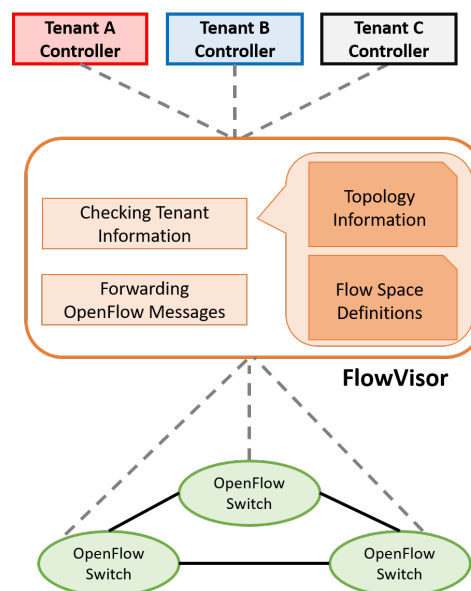 Tenant A
Controller
Tenant B
Controller
Tenant C
Controller
Checking Tenant
Information
Topology
Information
Forwarding
OpenFlow Messages
Flow Space
Definitions
FlowVisor
OpenFlow
Switch
OpenFlow
Switch
OpenFlow
Switch